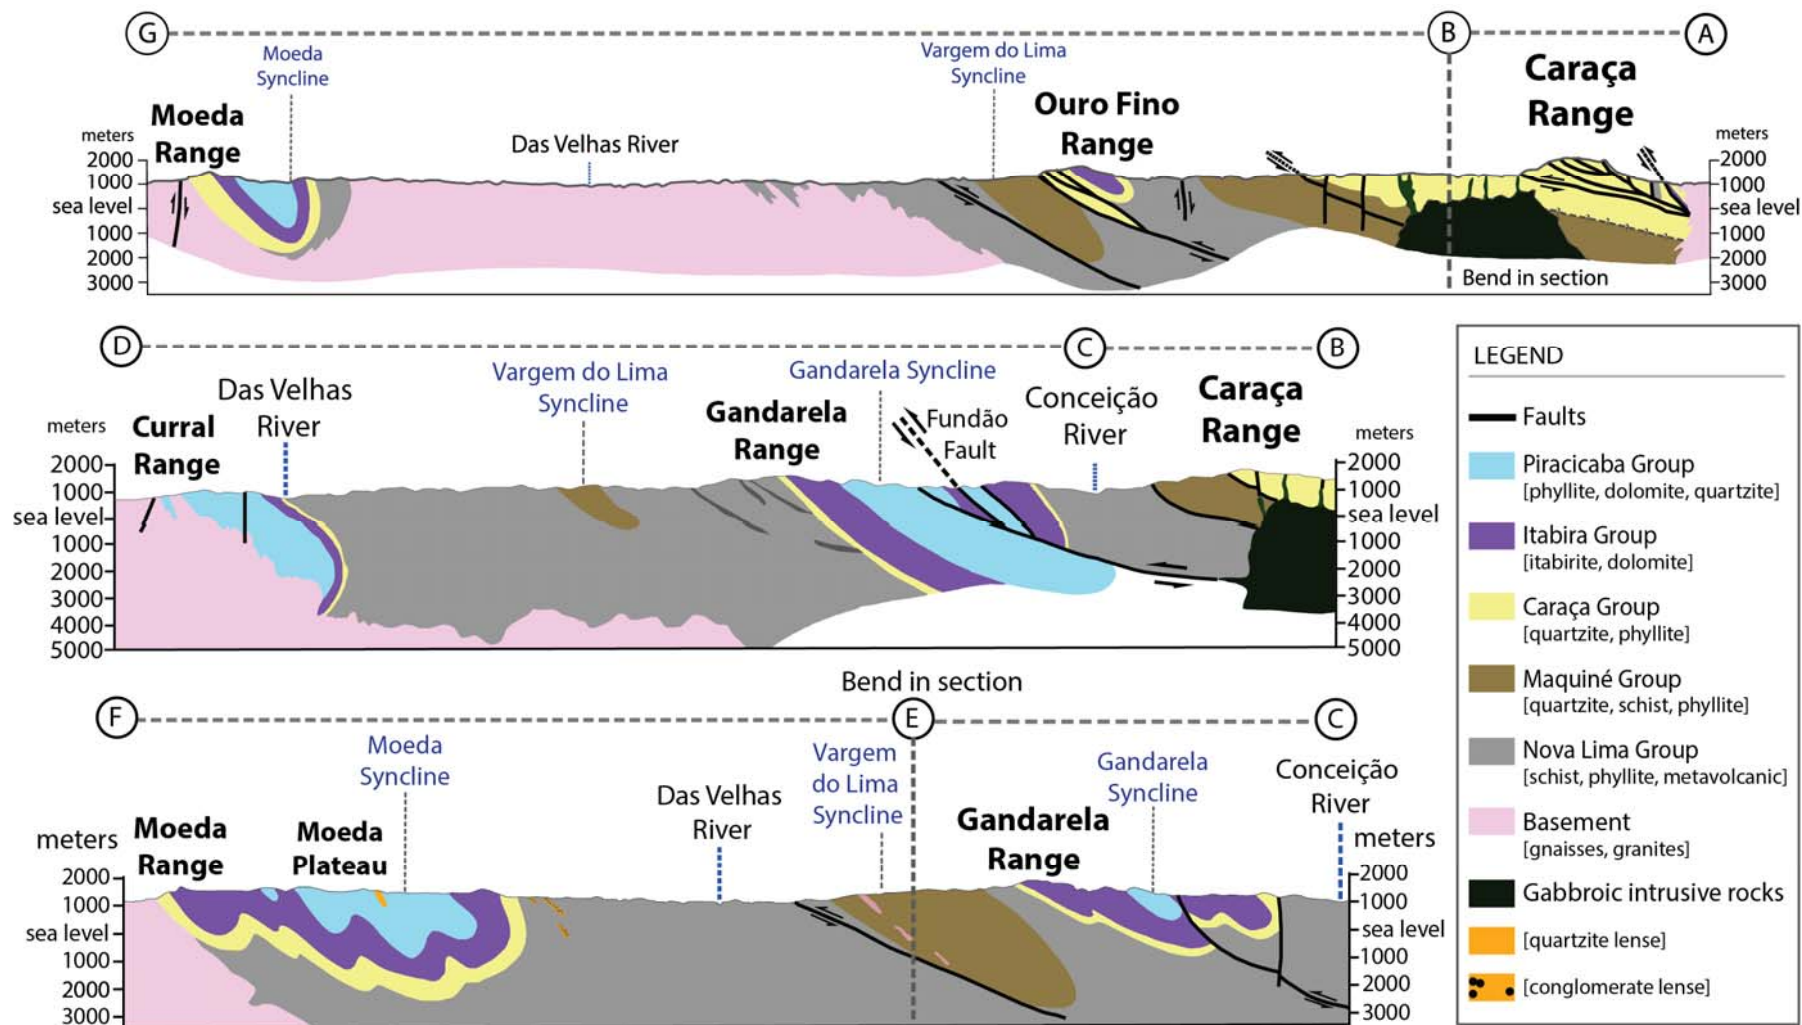 G
B
A
Moeda
Syncline
Vargem do Lima
Syncline
Caraça
Range
Moeda
Range
Das Velhas River
Ouro Fino
Range
meters
2000
1000
sea level
1000
2000
3000
meters
2000
1000
sea level
1000
2000
3000
Bend in section
D
C
B
Das Velhas
River
Vargem do Lima
Syncline
Gandarela Syncline
Conceição
River
Caraça
Range
Curral
Range
Gandarela
Range
Fundão
Fault
meters
2000
1000
sea level
1000
2000
3000
4000
5000
meters
2000
1000
sea level
1000
2000
3000
4000
5000
Bend in section
F
E
C
Moeda
Syncline
Vargem
do Lima
Syncline
Gandarela
Syncline
Conceição
River
Das Velhas
River
Moeda
Range
Moeda
Plateau
Gandarela
Range
meters
2000
1000
sea level
1000
2000
3000
meters
2000
1000
sea level
1000
2000
3000
LEGEND
Faults
Piracicaba Group
[phyllite, dolomite, quartzite]
Itabira Group
[itabirite, dolomite]
Caraça Group
[quartzite, phyllite]
Maquiné Group
[quartzite, schist, phyllite]
Nova Lima Group
[schist, phyllite, metavolcanic]
Basement
[gnaisses, granites]
Gabbroic intrusive rocks
[quartzite lense]
[conglomerate lense]